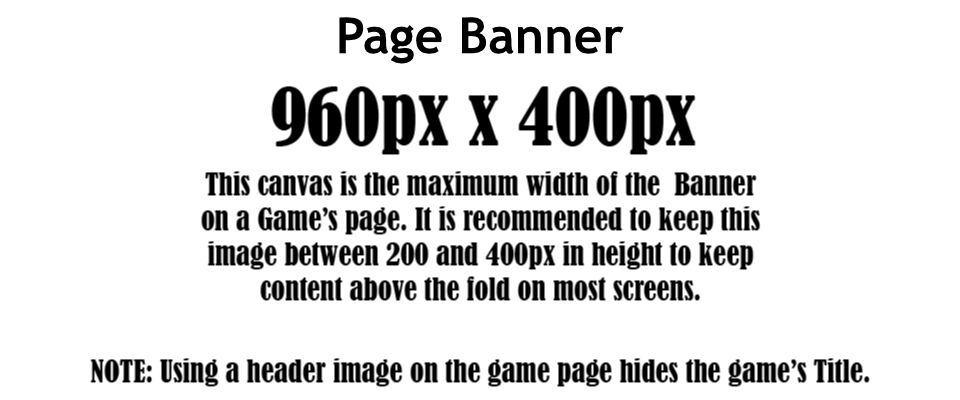 Page Banner
960px x 400px
This canvas is the maximum width of the Banner
on a Game’s page. It is recommended to keep this
image between 200 and 400px in height to keep
content above the fold on most screens.
NOTE: Using a header image on the game page hides the game’s Title.